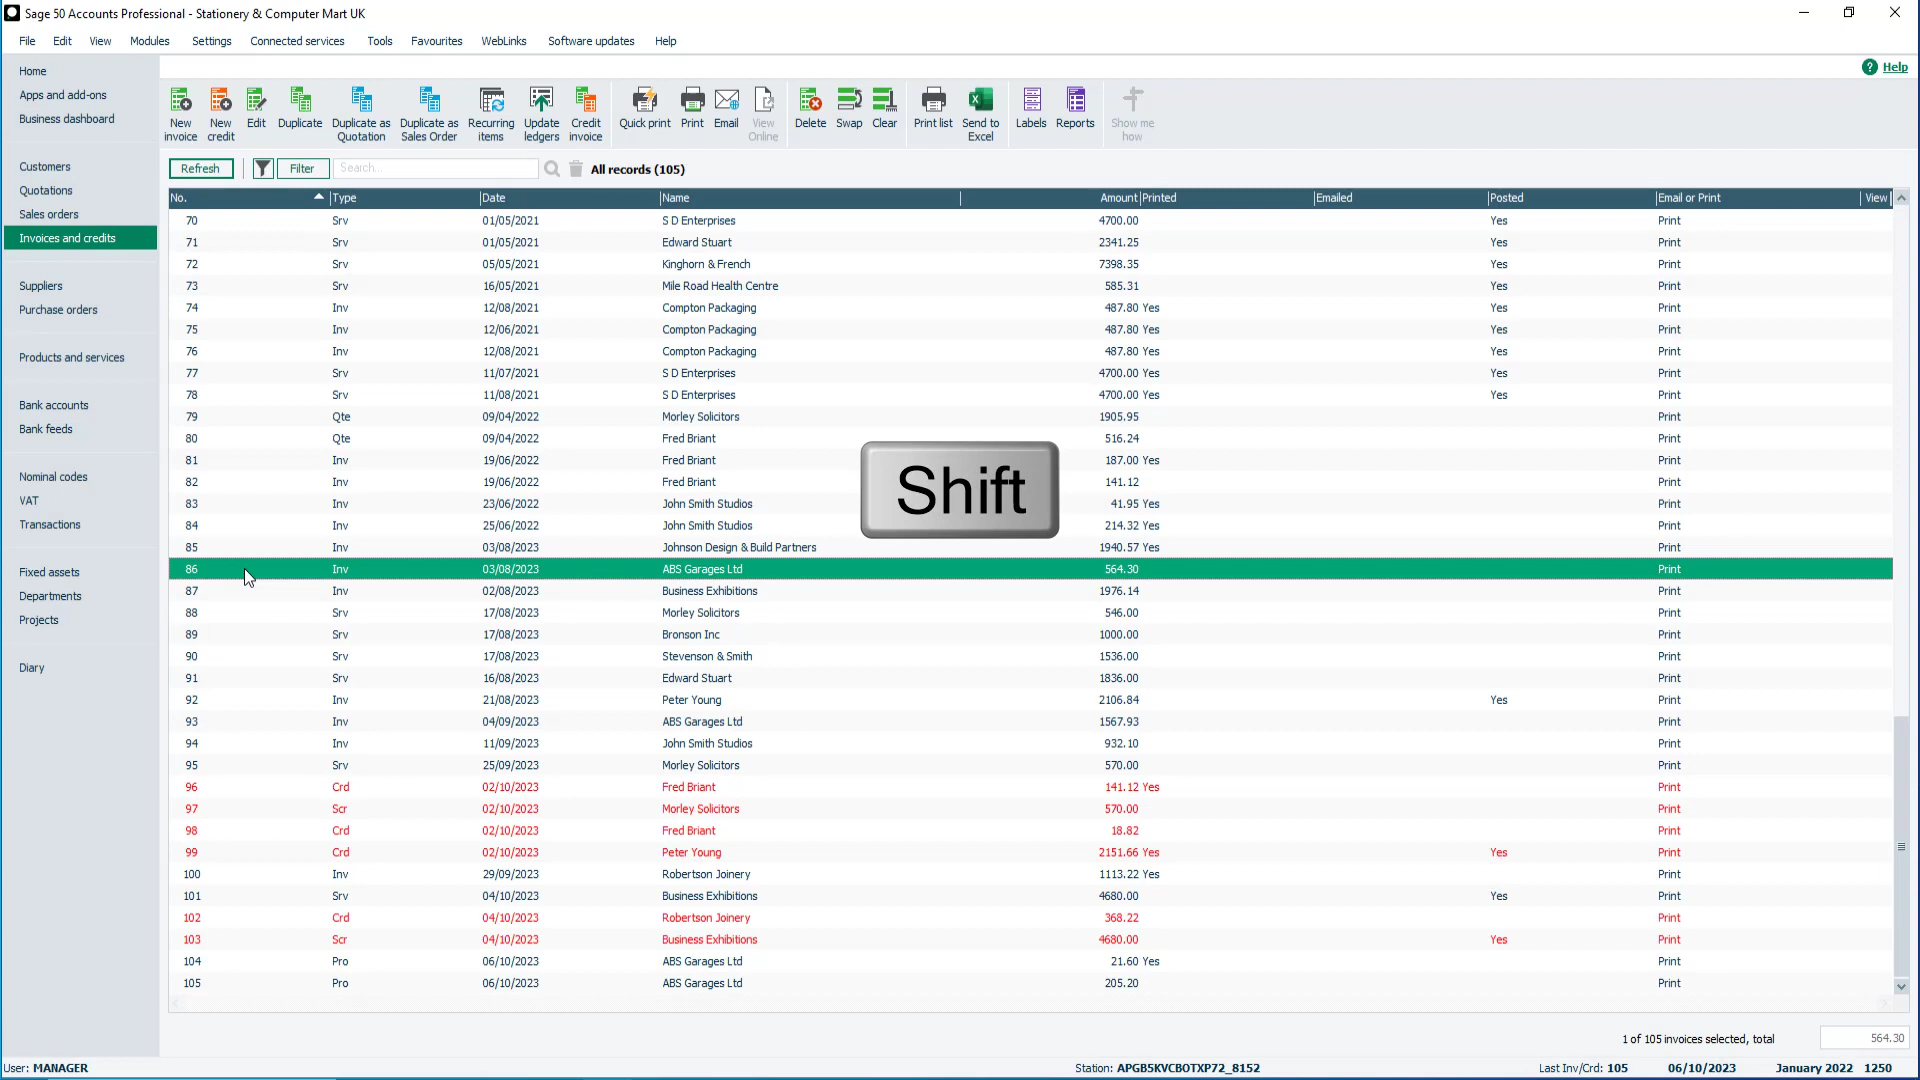 Sage 50 Accounts Professional - Stationery & Computer Mart UK
File Edit View Modules Settings Connected services Tools Favourites WebLinks Software updates Help
Help
Home
Apps and add-ons
Business dashboard
Customers
Quotations
Sales orders
Invoices and credits
Suppliers
Purchase orders
Products and services
Bank accounts
Bank feeds
Nominal codes
VAT
Transactions
Fixed assets
Departments
Projects
Diary
New invoice
New credit
Edit
Duplicate
Duplicate as Quotation
Duplicate as Sales Order
Recurring items
Update ledgers
Credit invoice
Quick print
Print
Email
View Online
Delete
Swap
Clear
Print list
Send to Excel
Labels
Reports
Show me how
Refresh Filter Search... All records (105)
No. Type Date Name Amount Printed Emailed Posted Email or Print View
70 Srv 01/05/2021 S D Enterprises 4700.00 Yes Print
71 Srv 01/05/2021 Edward Stuart 2341.25 Yes Print
72 Srv 05/05/2021 Kinghorn & French 7398.35 Yes Print
73 Srv 16/05/2021 Mile Road Health Centre 585.31 Yes Print
74 Inv 12/08/2021 Compton Packaging 487.80 Yes Yes Print
75 Inv 12/06/2021 Compton Packaging 487.80 Yes Yes Print
76 Inv 12/08/2021 Compton Packaging 487.80 Yes Yes Print
77 Srv 11/07/2021 S D Enterprises 4700.00 Yes Yes Print
78 Srv 11/08/2021 S D Enterprises 4700.00 Yes Yes Print
79 Qte 09/04/2022 Morley Solicitors 1905.95 Print
80 Qte 09/04/2022 Fred Briant 516.24 Print
81 Inv 19/06/2022 Fred Briant 187.00 Yes Print
82 Inv 19/06/2022 Fred Briant 141.12 Print
83 Inv 23/06/2022 John Smith Studios 41.95 Yes Print
84 Inv 25/06/2022 John Smith Studios 214.32 Yes Print
85 Inv 03/08/2023 Johnson Design & Build Partners 1940.57 Yes Print
86 Inv 03/08/2023 ABS Garages Ltd 564.30 Print
87 Inv 02/08/2023 Business Exhibitions 1976.14 Print
88 Srv 17/08/2023 Morley Solicitors 546.00 Print
89 Srv 17/08/2023 Bronson Inc 1000.00 Print
90 Srv 17/08/2023 Stevenson & Smith 1536.00 Print
91 Srv 16/08/2023 Edward Stuart 1836.00 Print
92 Inv 21/08/2023 Peter Young 2106.84 Yes Print
93 Inv 04/09/2023 ABS Garages Ltd 1567.93 Print
94 Inv 11/09/2023 John Smith Studios 932.10 Print
95 Srv 25/09/2023 Morley Solicitors 570.00 Print
96 Crd 02/10/2023 Fred Briant 141.12 Yes Print
97 Scr 02/10/2023 Morley Solicitors 570.00 Print
98 Crd 02/10/2023 Fred Briant 18.82 Print
99 Crd 02/10/2023 Peter Young 2151.66 Yes Yes Print
100 Inv 29/09/2023 Robertson Joinery 1113.22 Yes Print
101 Srv 04/10/2023 Business Exhibitions 4680.00 Yes Print
102 Crd 04/10/2023 Robertson Joinery 368.22 Print
103 Scr 04/10/2023 Business Exhibitions 4680.00 Yes Print
104 Pro 06/10/2023 ABS Garages Ltd 21.60 Yes Print
105 Pro 06/10/2023 ABS Garages Ltd 205.20 Print
Shift
1 of 105 invoices selected, total 564.30
User: MANAGER Station: APGB5KVCBOTXP72_8152 Last Inv/Crd: 105 06/10/2023 January 2022 1250